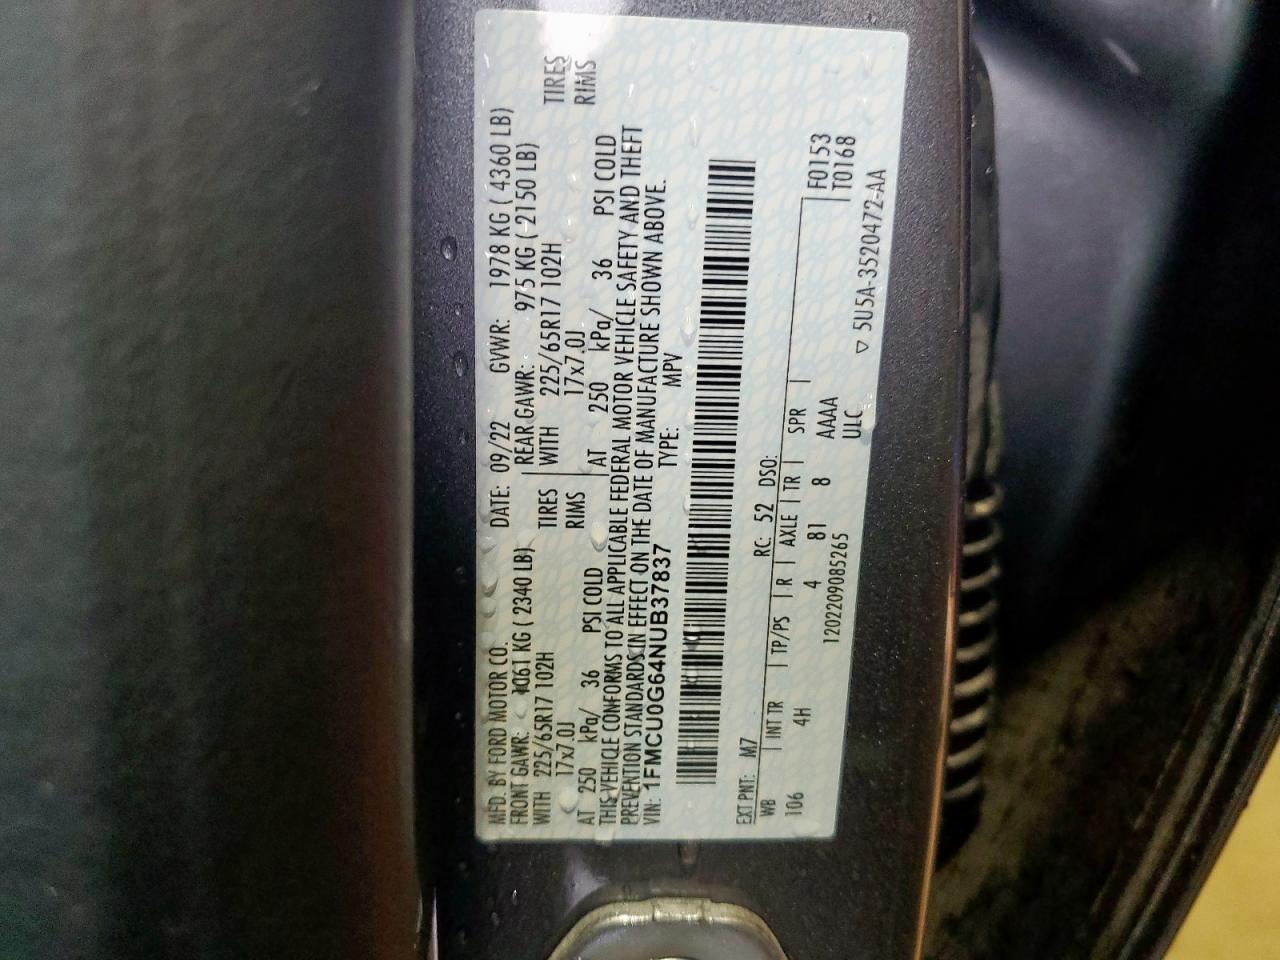 MFD. BY FORD MOTOR CO. DATE: 09/22 GVWR: 1978 KG ( 4360 LB)
FRONT GAWR: 1061 KG ( 2340 LB) REAR GAWR: 975 KG ( 2150 LB)
WITH 225/65R17 102H TIRES WITH 225/65R17 102H TIRES
17x7.0J RIMS 17x7.0J RIMS
AT 250 kPa/ 36 PSI COLD AT 250 kPa/ 36 PSI COLD
THIS VEHICLE CONFORMS TO ALL APPLICABLE FEDERAL MOTOR VEHICLE SAFETY AND THEFT
PREVENTION STANDARDS IN EFFECT ON THE DATE OF MANUFACTURE SHOWN ABOVE.
VIN: 1FMCU0G64NUB37837 TYPE: MPV
EXT PNT: M7 RC: 52 DSO:
WB INT TR TP/PS R AXLE TR SPR F0153
106 4H 4 81 8 AAAA T0168
1202209085265 ULC
5U5A-3520472-AA